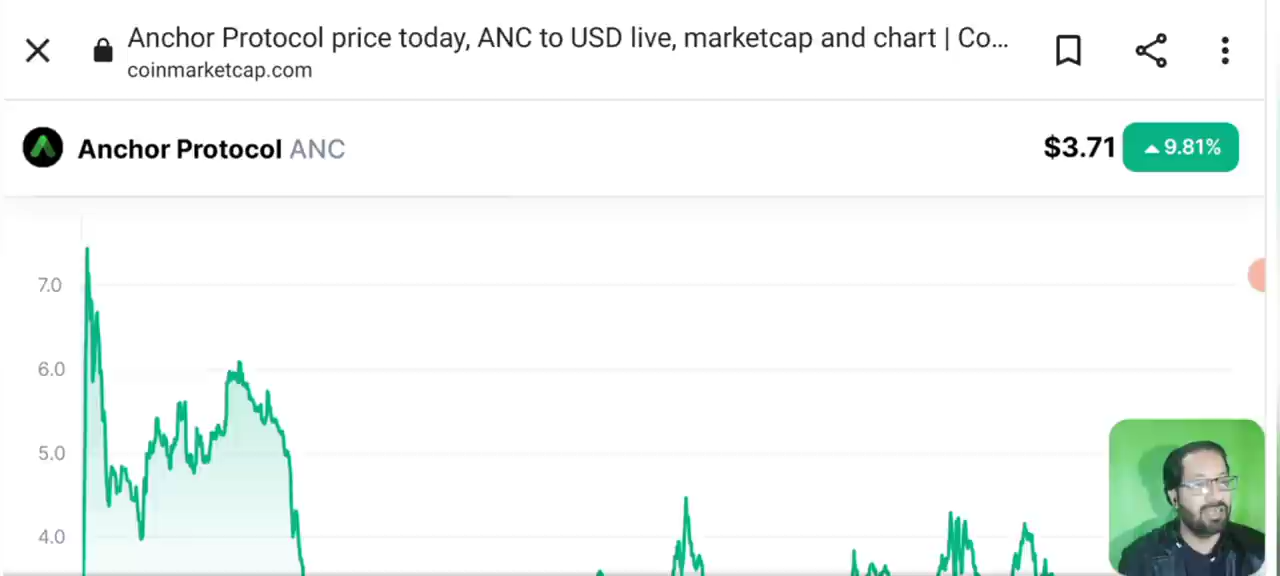 Anchor Protocol price today, ANC to USD live, marketcap and chart | Co...
coinmarketcap.com
Anchor Protocol ANC
$3.71 9.81%
7.0
6.0
5.0
4.0